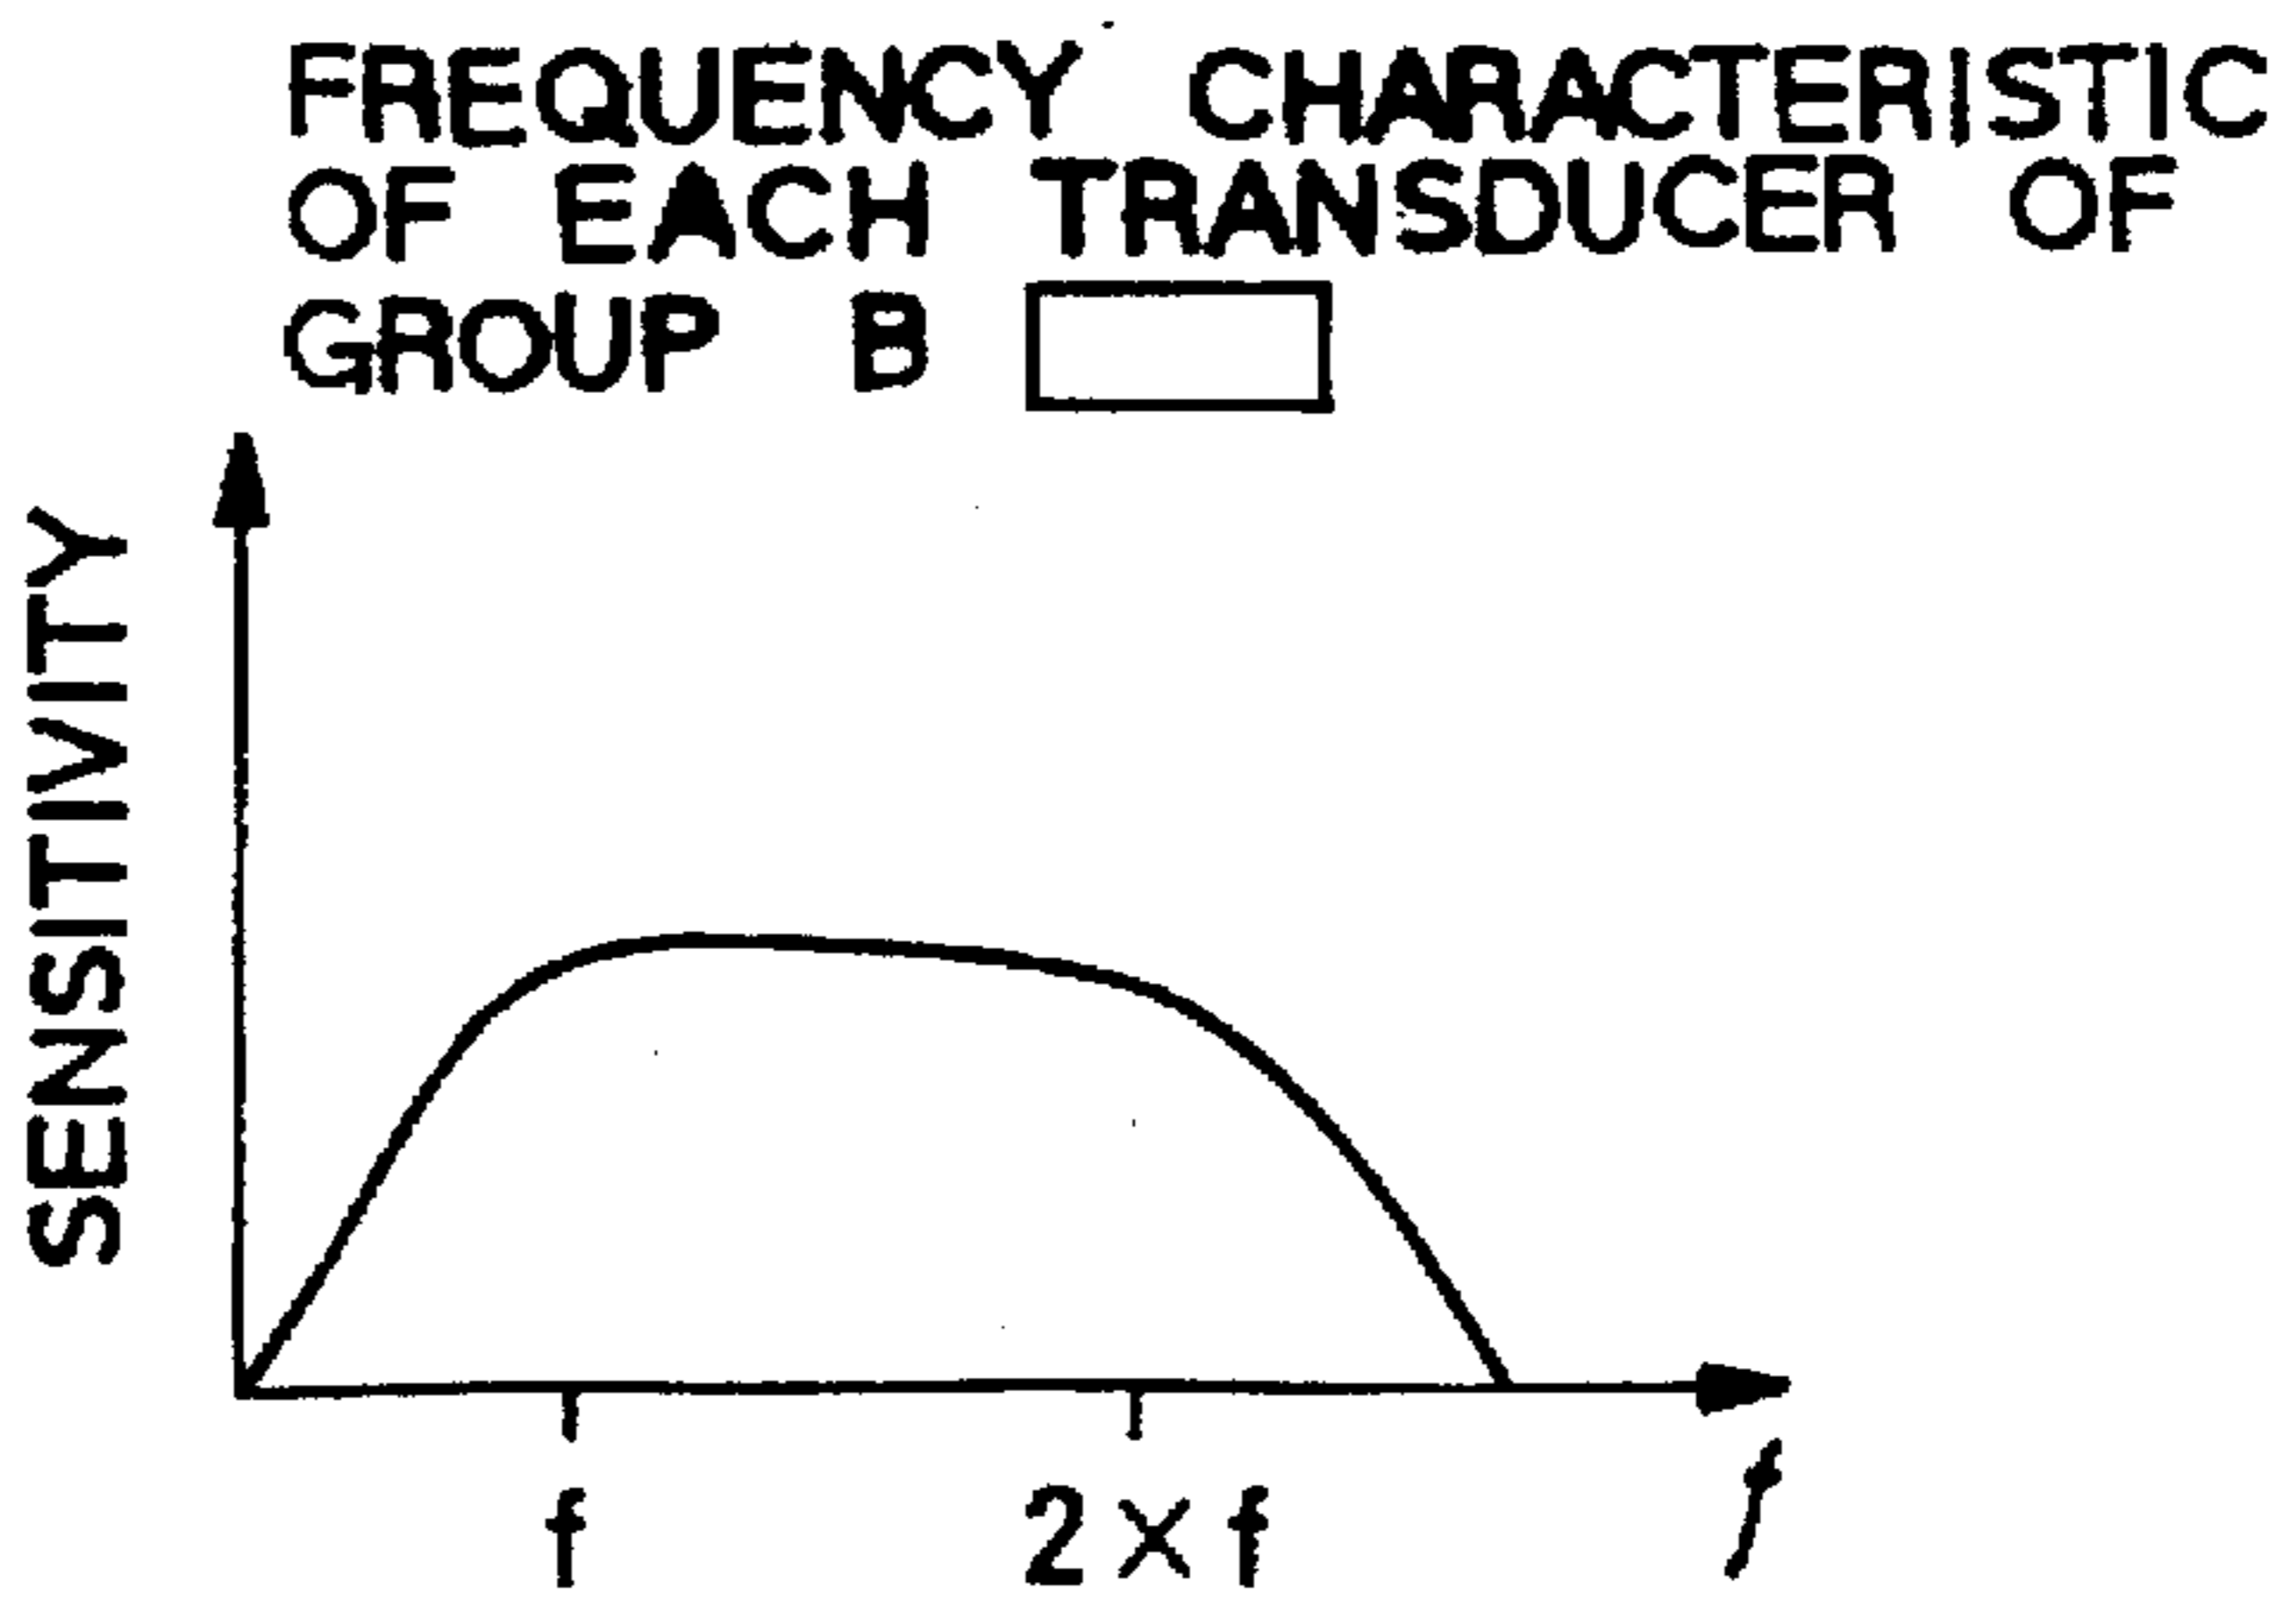 FREQUENCY CHARACTERISTIC
OF EACH TRANSDUCER OF
GROUP B
SENSITIVITY
f
2 x f
f